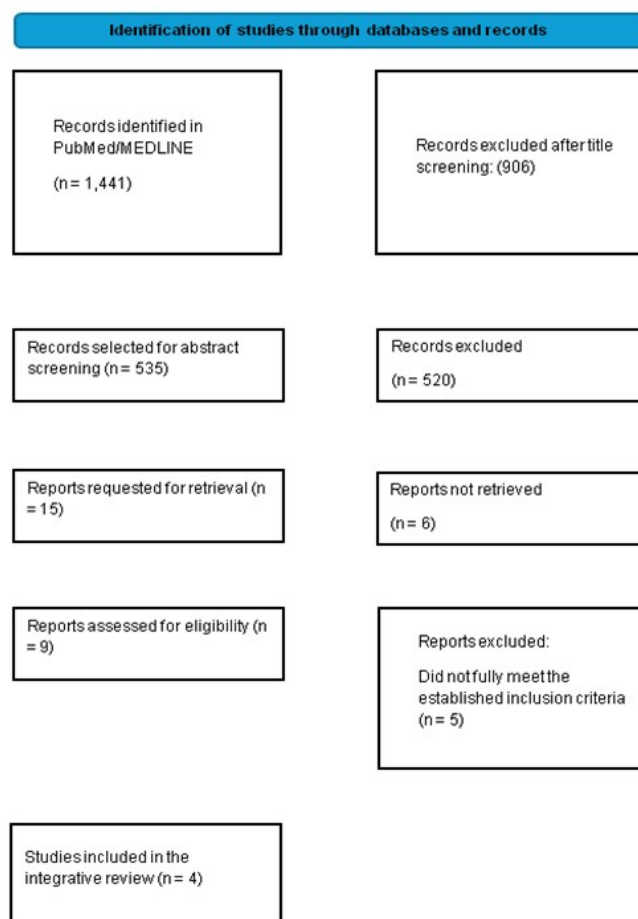 Identification of studies through databases and records
Records identified in
PubMed/MEDLINE
(n = 1,441)
Records excluded after title
screening: (906)
Records selected for abstract
screening (n = 535)
Records excluded
(n = 520)
Reports requested for retrieval (n
= 15)
Reports not retrieved
(n = 6)
Reports assessed for eligibility (n
= 9)
Reports excluded:
Did not fully meet the
established inclusion criteria
(n = 5)
Studies included in the
integrative review (n = 4)